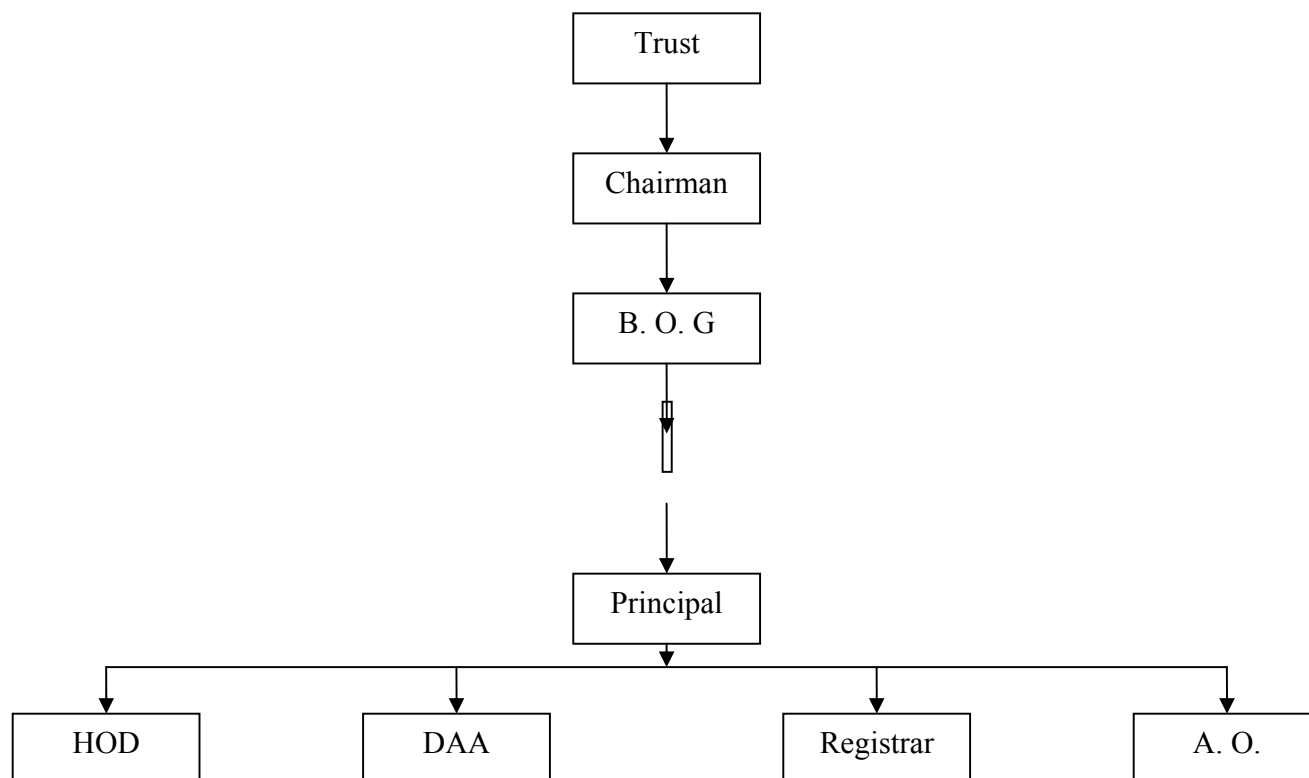 Trust
Chairman
B. O. G
Principal
HOD
DAA
Registrar
A. O.